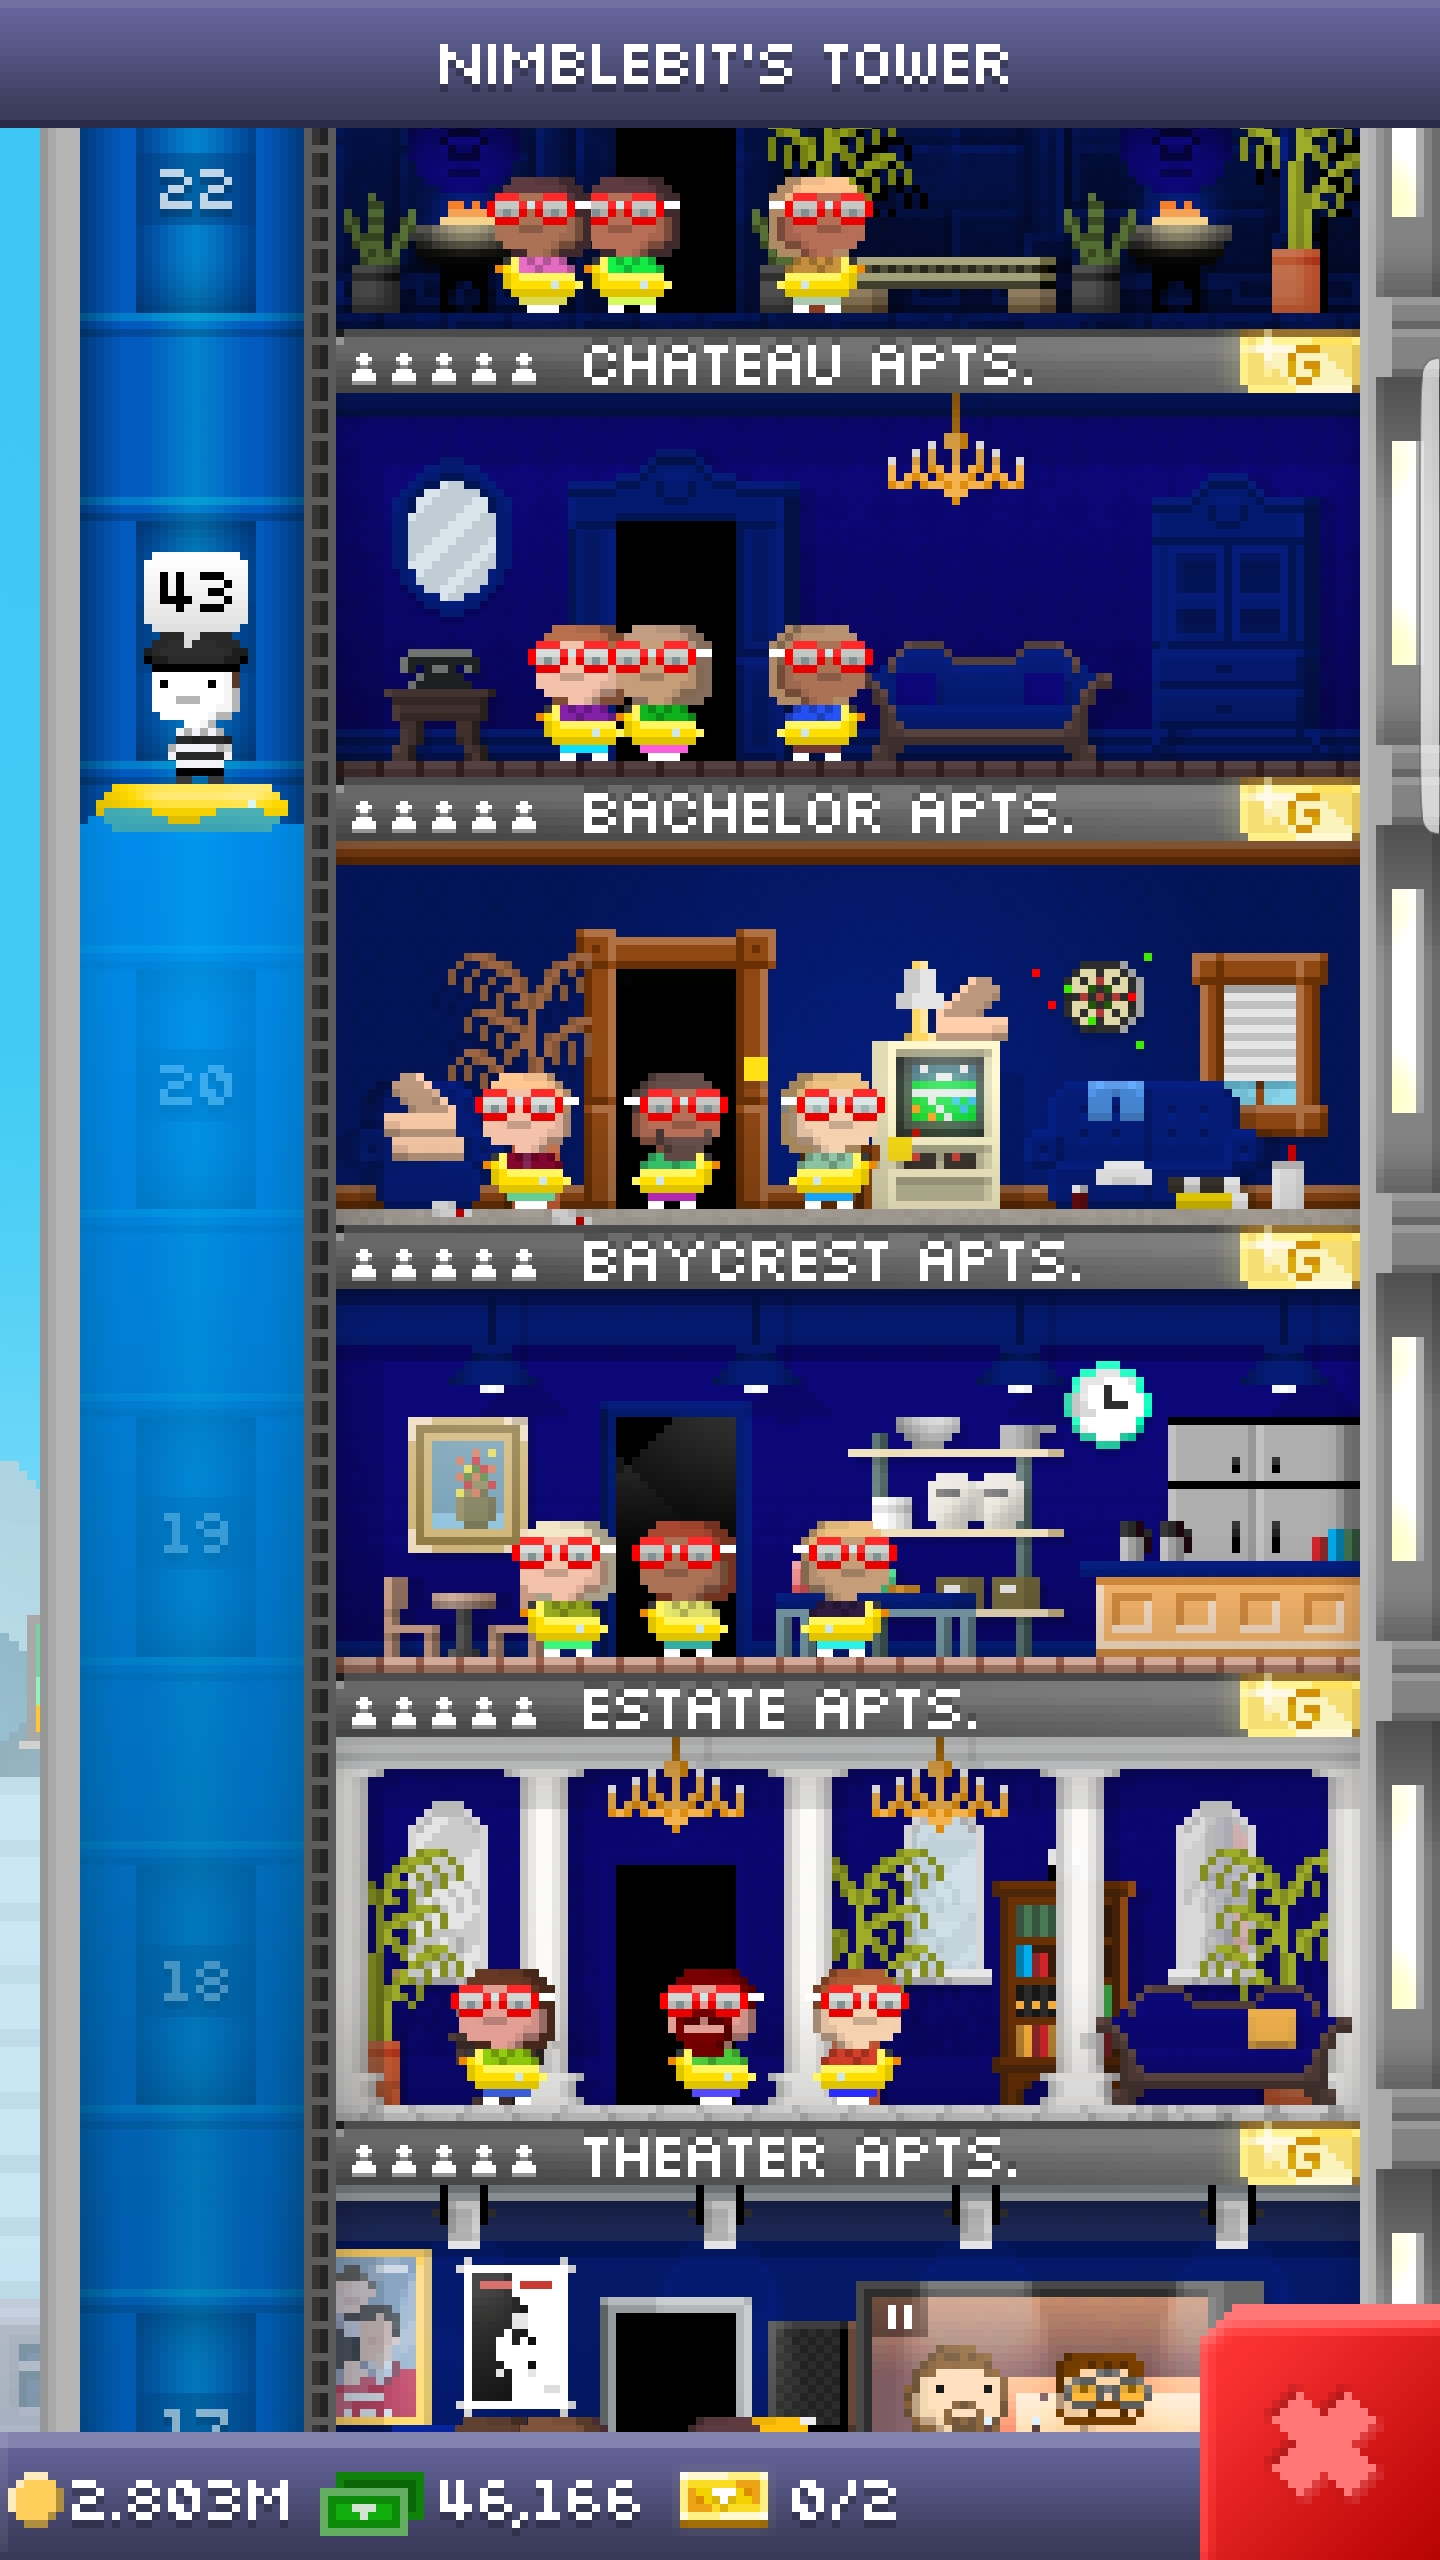 NIMBLEBIT'S TOWER
22
CHATEAU APTS. G
43
BACHELOR APTS. G
20
BAYCREST APTS. G
19
ESTATE APTS. G
18
THEATER APTS. G
17
2.803M 46,166 0/2